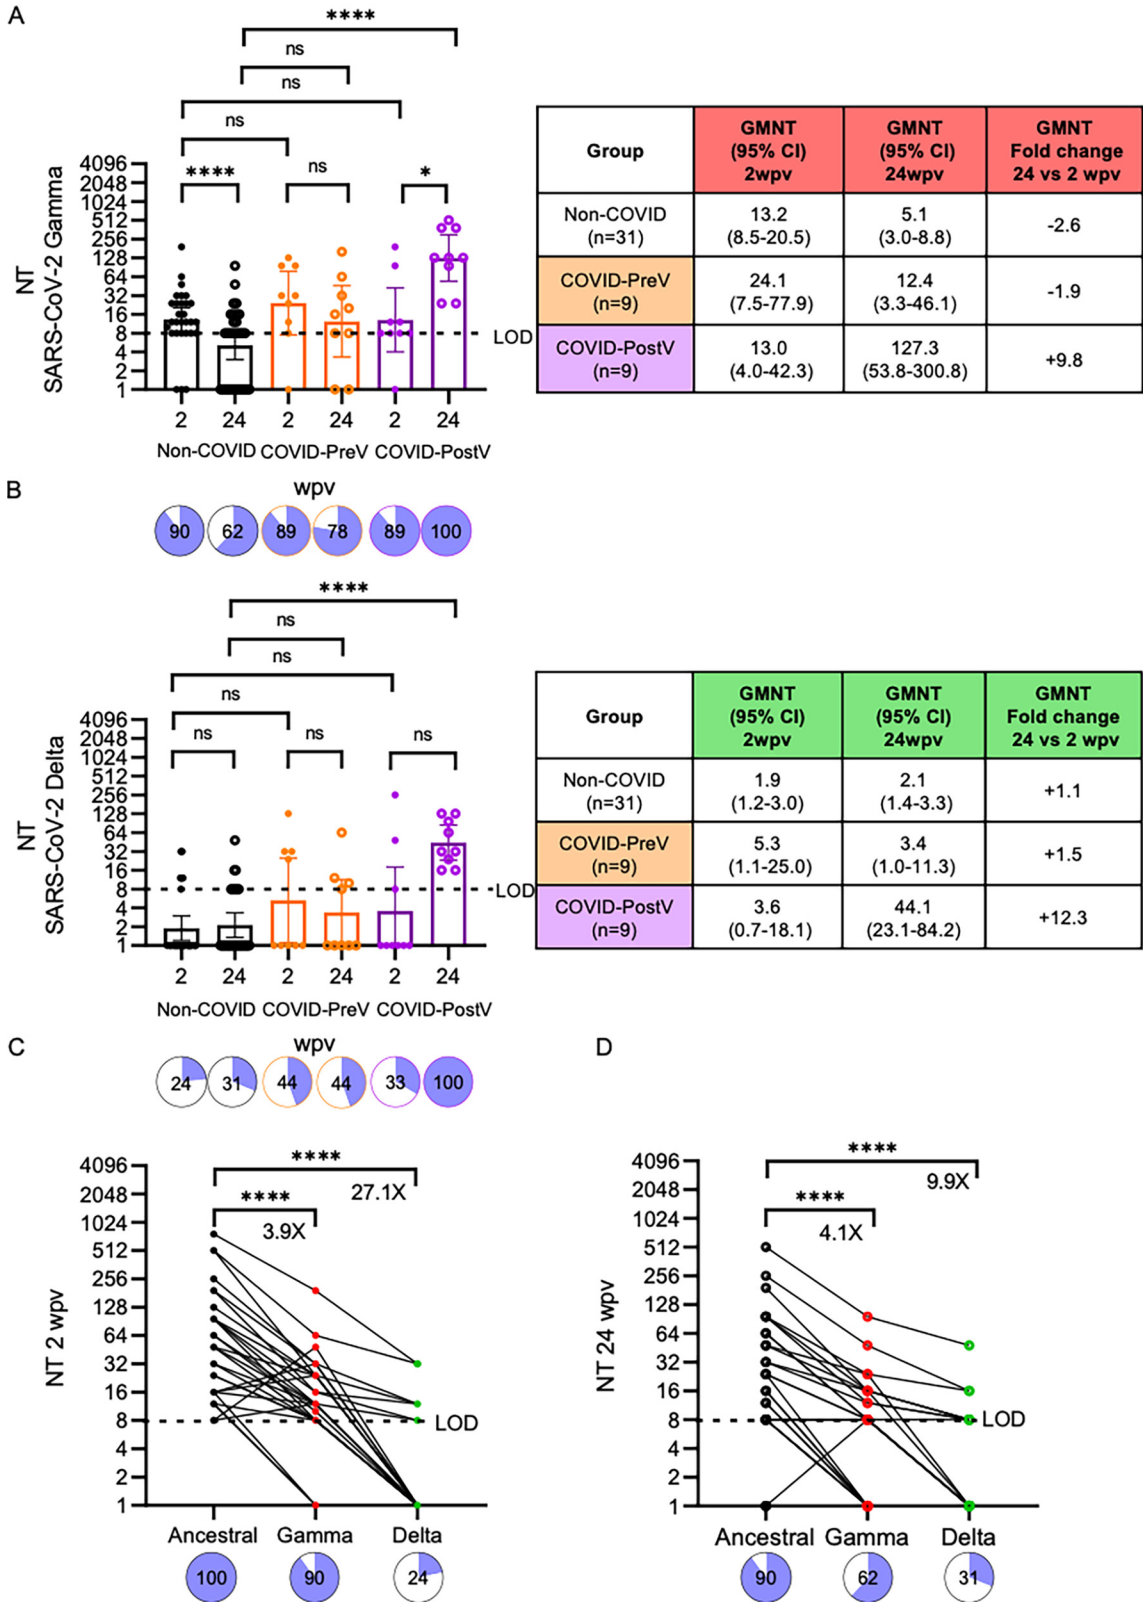 A
****
ns
ns
ns
ns
****
*
NT
SARS-CoV-2 Gamma
4096
2048
1024
512
256
128
64
32
16
8
4
2
1
LOD
2 24 2 24 2 24
Non-COVID COVID-PreV COVID-PostV
wpv
90 62 89 78 89 100
Group
GMNT
(95% CI)
2wpv
GMNT
(95% CI)
24wpv
GMNT
Fold change
24 vs 2 wpv
Non-COVID
(n=31)
13.2
(8.5-20.5)
5.1
(3.0-8.8)
-2.6
COVID-PreV
(n=9)
24.1
(7.5-77.9)
12.4
(3.3-46.1)
-1.9
COVID-PostV
(n=9)
13.0
(4.0-42.3)
127.3
(53.8-300.8)
+9.8
B
****
ns
ns
ns
ns ns ns
NT
SARS-CoV-2 Delta
4096
2048
1024
512
256
128
64
32
16
8
4
2
1
LOD
2 24 2 24 2 24
Non-COVID COVID-PreV COVID-PostV
wpv
24 31 44 44 33 100
Group
GMNT
(95% CI)
2wpv
GMNT
(95% CI)
24wpv
GMNT
Fold change
24 vs 2 wpv
Non-COVID
(n=31)
1.9
(1.2-3.0)
2.1
(1.4-3.3)
+1.1
COVID-PreV
(n=9)
5.3
(1.1-25.0)
3.4
(1.0-11.3)
+1.5
COVID-PostV
(n=9)
3.6
(0.7-18.1)
44.1
(23.1-84.2)
+12.3
C
****
27.1X
****
3.9X
NT 2 wpv
4096
2048
1024
512
256
128
64
32
16
8
4
2
1
LOD
Ancestral Gamma Delta
100 90 24
D
****
9.9X
****
4.1X
NT 24 wpv
4096
2048
1024
512
256
128
64
32
16
8
4
2
1
LOD
Ancestral Gamma Delta
90 62 31